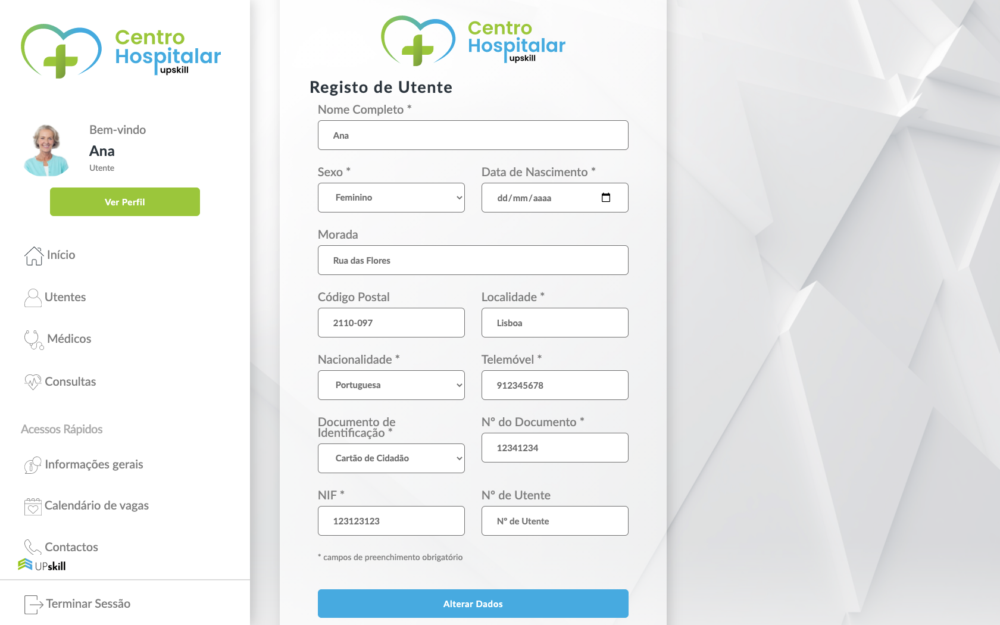 Centro
Hospitalar
upskill
Bem-vindo
Ana
Utente
Ver Perfil
Início
Utentes
Médicos
Consultas
Acessos Rápidos
Informações gerais
Calendário de vagas
Contactos
UPskill
Terminar Sessão
Centro
Hospitalar
upskill
Registo de Utente
Nome Completo *
Ana
Sexo *
Data de Nascimento *
Feminino
dd/mm/aaaa
Morada
Rua das Flores
Código Postal
Localidade *
2110-097
Lisboa
Nacionalidade *
Telemóvel *
Portuguesa
912345678
Documento de
Identificação *
Nº do Documento *
Cartão de Cidadão
12341234
NIF *
Nº de Utente
123123123
Nº de Utente
* campos de preenchimento obrigatório
Alterar Dados